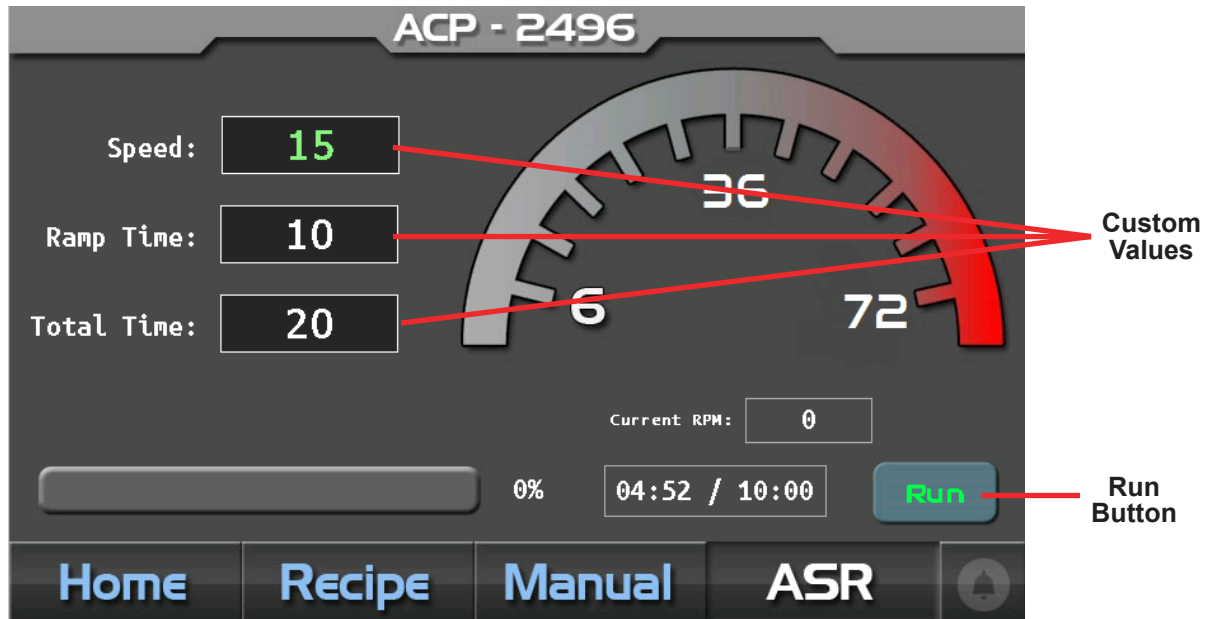 ACP - 2496
Speed: 15
36
Ramp Time: 10
Custom
Values
6
72
Total Time: 20
Current RPM: 0
0%
04:52 / 10:00
Run
Run
Button
Home Recipe Manual ASR